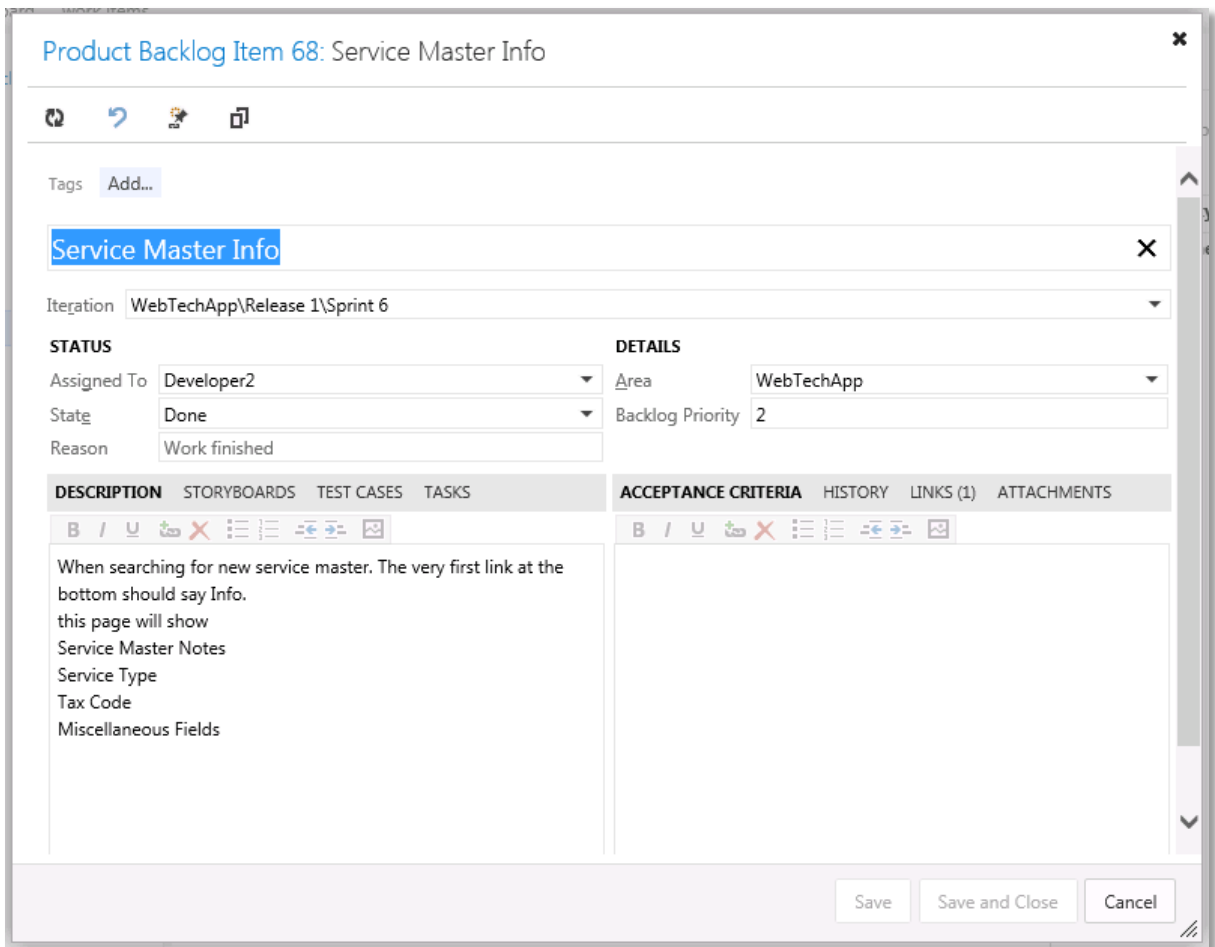 work items
Product Backlog Item 68: Service Master Info
Tags Add...
Service Master Info
Iteration WebTechApp\Release 1\Sprint 6
STATUS DETAILS
Assigned To Developer2 Area WebTechApp
State Done Backlog Priority 2
Reason Work finished
DESCRIPTION STORYBOARDS TEST CASES TASKS ACCEPTANCE CRITERIA HISTORY LINKS (1) ATTACHMENTS
B I U B I U
When searching for new service master. The very first link at the
bottom should say Info.
this page will show
Service Master Notes
Service Type
Tax Code
Miscellaneous Fields
Save Save and Close Cancel